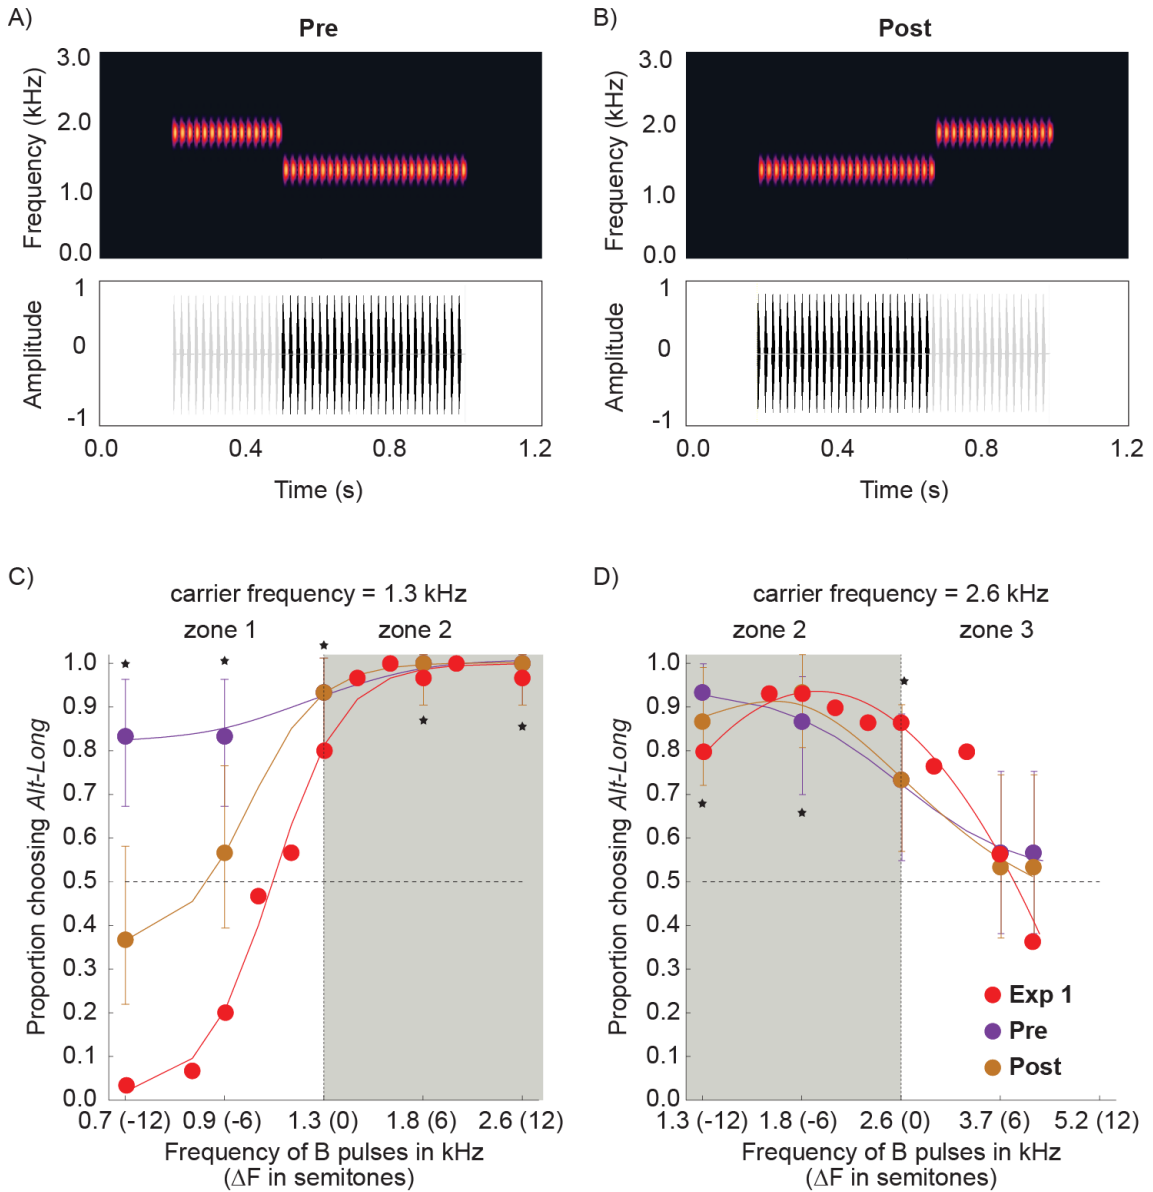 A)
Pre
Frequency (kHz)
3.0
2.0
1.0
0.0
Amplitude
1
0
-1
0.0 0.4 0.8 1.2
Time (s)
B)
Post
Frequency (kHz)
3.0
2.0
1.0
0.0
Amplitude
1
0
-1
0.0 0.4 0.8 1.2
Time (s)
C)
carrier frequency = 1.3 kHz
zone 1 zone 2
Proportion choosing Alt-Long
1.0
0.9
0.8
0.7
0.6
0.5
0.4
0.3
0.2
0.1
0.0
0.7 (-12) 0.9 (-6) 1.3 (0) 1.8 (6) 2.6 (12)
Frequency of B pulses in kHz
(ΔF in semitones)
D)
carrier frequency = 2.6 kHz
zone 2 zone 3
Proportion choosing Alt-Long
1.0
0.9
0.8
0.7
0.6
0.5
0.4
0.3
0.2
0.1
0.0
Exp 1
Pre
Post
1.3 (-12) 1.8 (-6) 2.6 (0) 3.7 (6) 5.2 (12)
Frequency of B pulses in kHz
(ΔF in semitones)